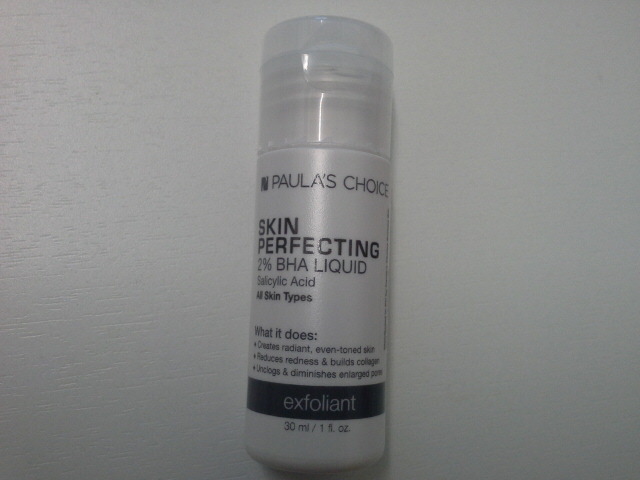 PAULA'S CHOICE
SKIN
PERFECTING
2% BHA LIQUID
Salicylic Acid
All Skin Types
What it does:
• Creates radiant, even-toned skin
• Reduces redness & builds collagen
• Unclogs & diminishes enlarged pores
exfoliant
30 ml / 1 fl. oz.